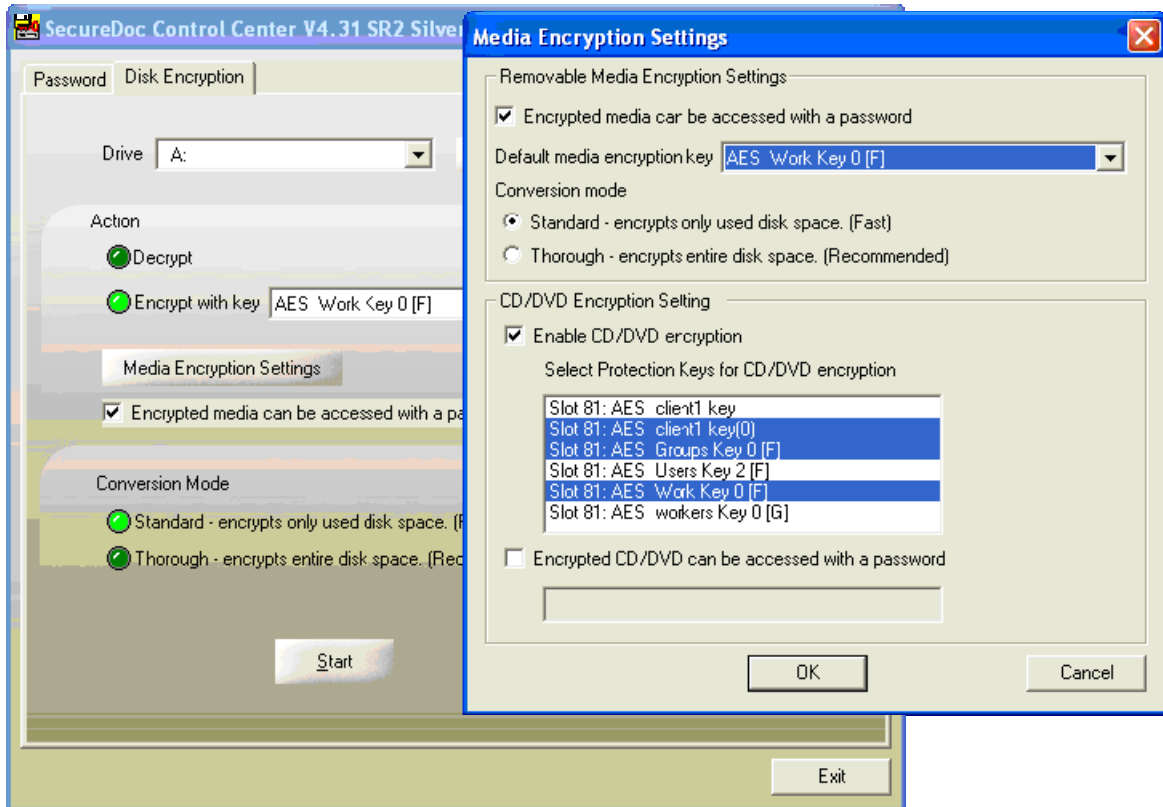 SecureDoc Control Center V4.31 SR2 Silver
Password
Disk Encryption
Drive
A:
Action
Decrypt
Encrypt with key
AES Work Key 0 [F]
Media Encryption Settings
Encrypted media can be accessed with a pa
Conversion Mode
Standard - encrypts only used disk space. (F
Thorough - encrypts entire disk space. (Rec
Start
Exit
Media Encryption Settings
Removable Media Encryption Settings
Encrypted media can be accessed with a password
Default media encryption key
AES Work Key 0 [F]
Conversion mode
Standard - encrypts only used disk space. (Fast)
Thorough - encrypts entire disk space. (Recommended)
CD/DVD Encryption Setting
Enable CD/DVD encryption
Select Protection Keys for CD/DVD encryption
Slot 81: AES client1 key
Slot 81: AES client1 key(0)
Slot 81: AES Groups Key 0 [F]
Slot 81: AES Users Key 2 [F]
Slot 81: AES Work Key 0 [F]
Slot 81: AES workers Key 0 [G]
Encrypted CD/DVD can be accessed with a password
OK
Cancel